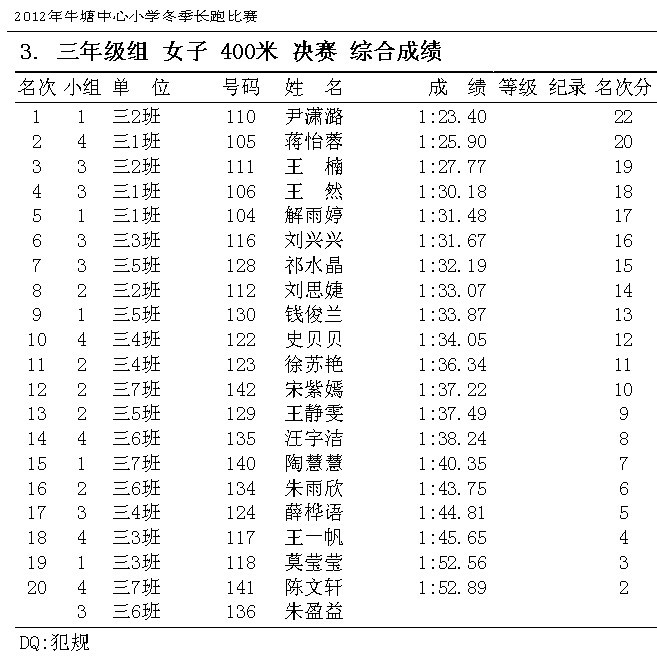 2012年牛塘中心小学冬季长跑比赛
3. 三年级组 女子 400米 决赛 综合成绩
名次 小组 单 位 号码 姓 名 成 绩 等级 纪录 名次分
1 1 三2班 110 尹潇潞 1:23.40 22
2 4 三1班 105 蒋怡蓉 1:25.90 20
3 3 三2班 111 王 楠 1:27.77 19
4 3 三1班 106 王 然 1:30.18 18
5 1 三1班 104 解雨婷 1:31.48 17
6 3 三3班 116 刘兴兴 1:31.67 16
7 3 三5班 128 祁水晶 1:32.19 15
8 2 三2班 112 刘思婕 1:33.07 14
9 1 三5班 130 钱俊兰 1:33.87 13
10 4 三4班 122 史贝贝 1:34.05 12
11 2 三4班 123 徐苏艳 1:36.34 11
12 2 三7班 142 宋紫嫣 1:37.22 10
13 2 三5班 129 王静雯 1:37.49 9
14 4 三6班 135 汪宇洁 1:38.24 8
15 1 三7班 140 陶慧慧 1:40.35 7
16 2 三6班 134 朱雨欣 1:43.75 6
17 3 三4班 124 薛桦语 1:44.81 5
18 4 三3班 117 王一帆 1:45.65 4
19 1 三3班 118 莫莹莹 1:52.56 3
20 4 三7班 141 陈文轩 1:52.89 2
3 三6班 136 朱盈益
DQ:犯规